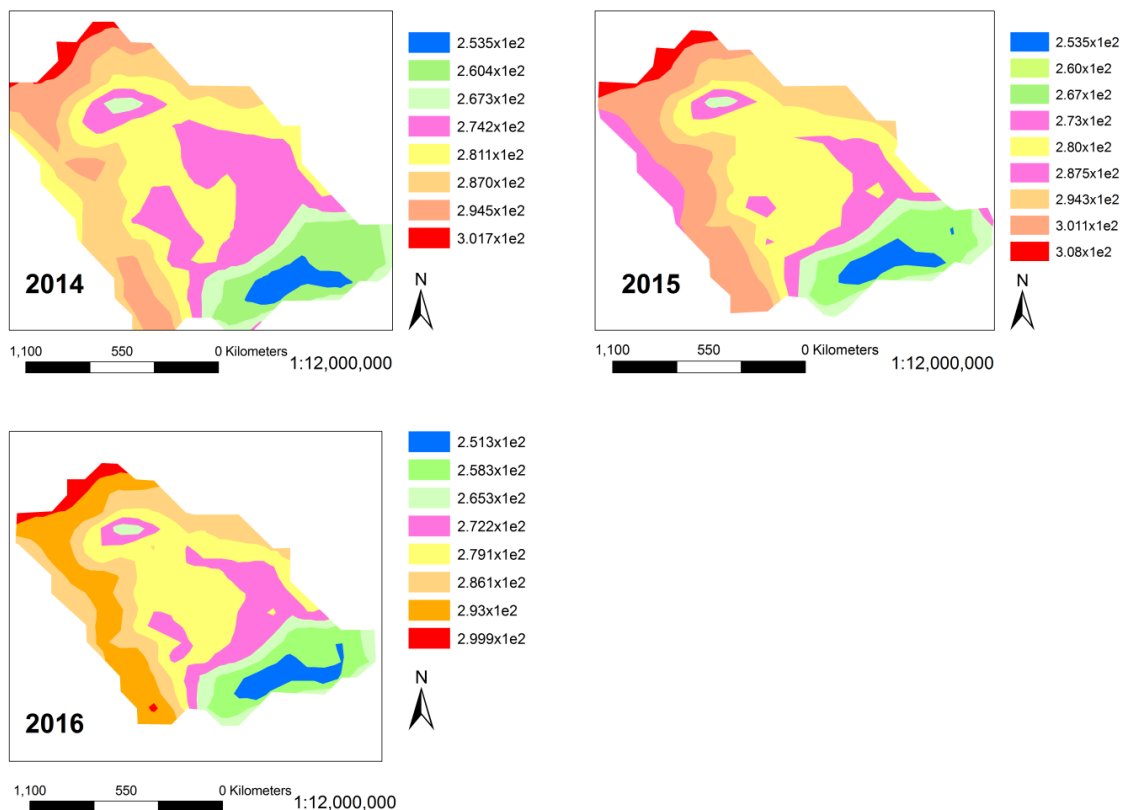 2.535x1e2
2.604x1e2
2.673x1e2
2.742x1e2
2.811x1e2
2.870x1e2
2.945x1e2
3.017x1e2
N
2014
1,100 550 0 Kilometers
1:12,000,000
2.535x1e2
2.60x1e2
2.67x1e2
2.73x1e2
2.80x1e2
2.875x1e2
2.943x1e2
3.011x1e2
3.08x1e2
N
2015
1,100 550 0 Kilometers
1:12,000,000
2.513x1e2
2.583x1e2
2.653x1e2
2.722x1e2
2.791x1e2
2.861x1e2
2.93x1e2
2.999x1e2
N
2016
1,100 550 0 Kilometers
1:12,000,000